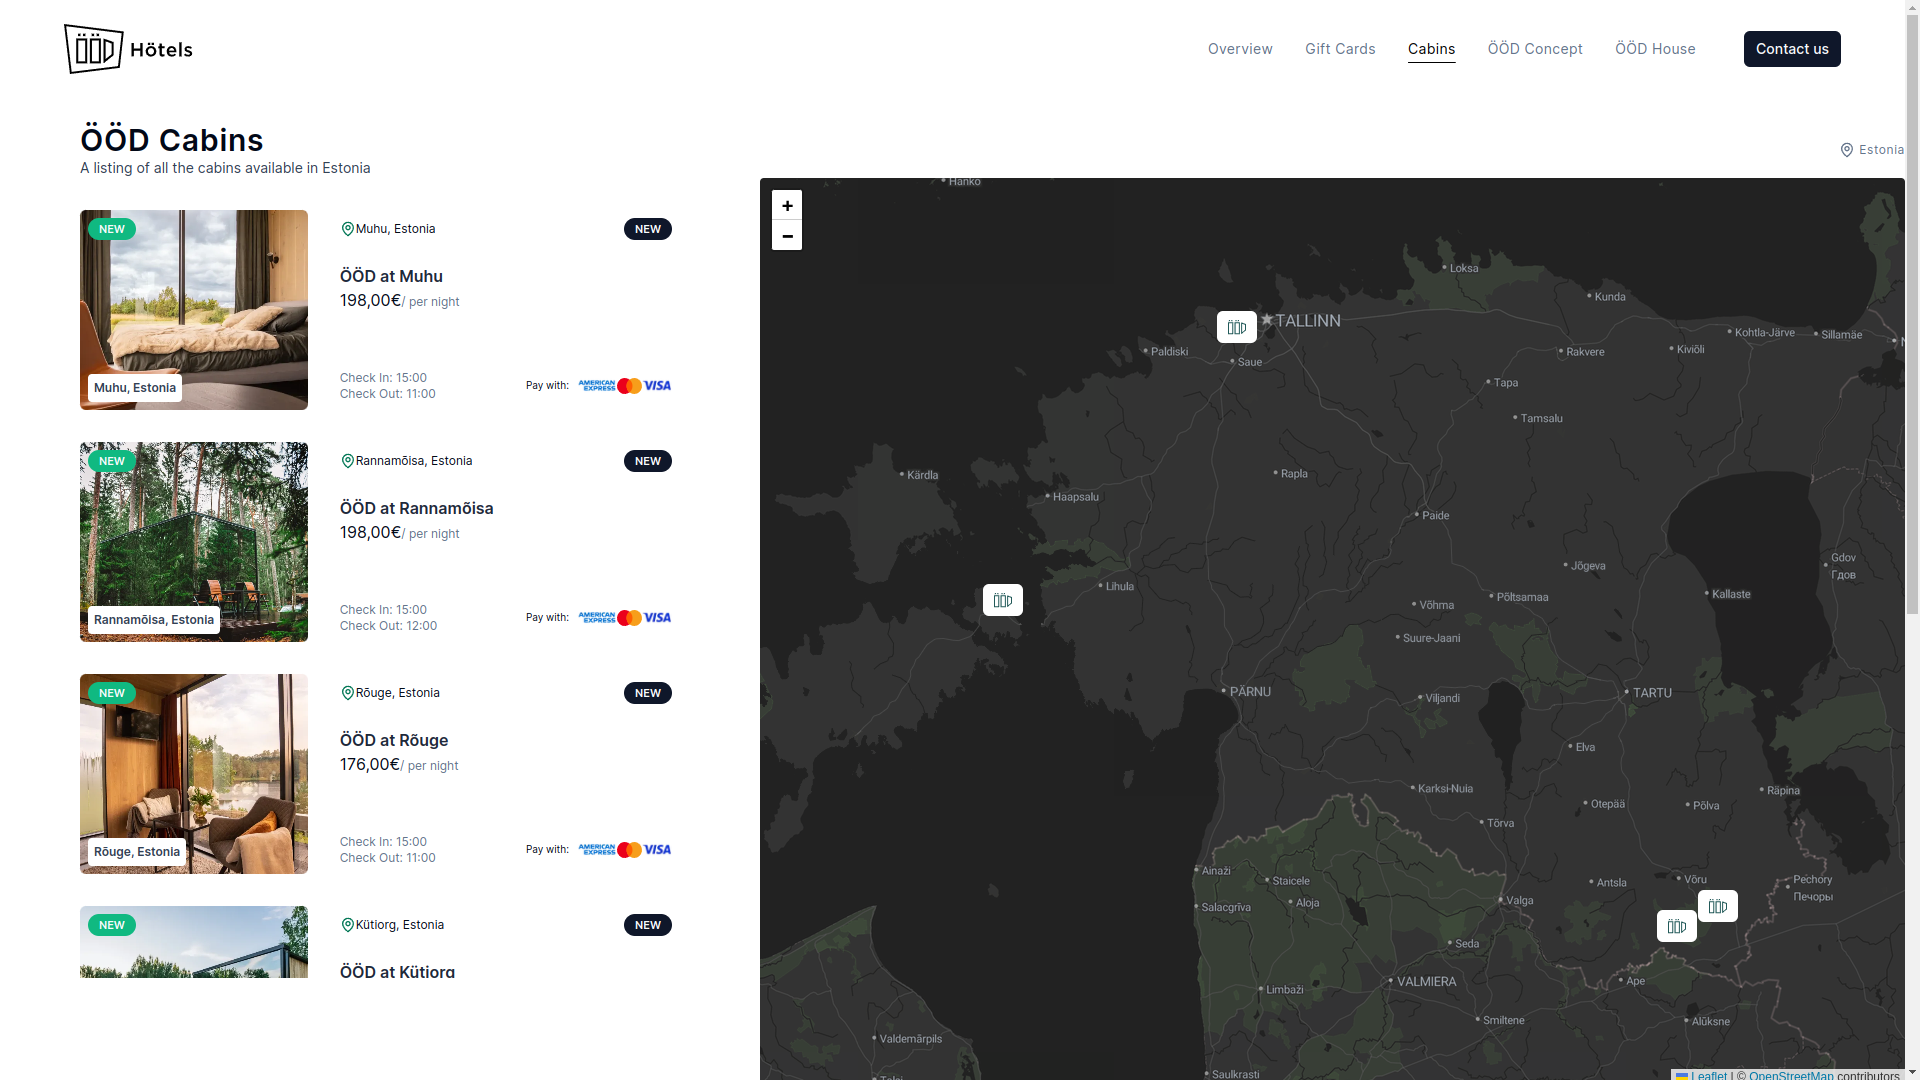 ÖÖD Hötels
Overview
Gift Cards
Cabins
ÖÖD Concept
ÖÖD House
Contact us
ÖÖD Cabins
A listing of all the cabins available in Estonia
Estonia
NEW
Muhu, Estonia
Muhu, Estonia
NEW
ÖÖD at Muhu
198,00€/ per night
Check In: 15:00
Check Out: 11:00
Pay with:
AMERICAN EXPRESS
VISA
NEW
Rannamõisa, Estonia
Rannamõisa, Estonia
NEW
ÖÖD at Rannamõisa
198,00€/ per night
Check In: 15:00
Check Out: 12:00
Pay with:
AMERICAN EXPRESS
VISA
NEW
Rõuge, Estonia
Rõuge, Estonia
NEW
ÖÖD at Rõuge
176,00€/ per night
Check In: 15:00
Check Out: 11:00
Pay with:
AMERICAN EXPRESS
VISA
NEW
Kütiorg, Estonia
NEW
ÖÖD at Kütiorg
+
−
Hanko
Loksa
Kunda
ÖÖD
TALLINN
Kohtla-Järve
Sillamäe
Paldiski
Saue
Rakvere
Kiviõli
Tapa
Tamsalu
Kärdla
Rapla
Haapsalu
Paide
Gdov
Гдов
Jõgeva
Lihula
Kallaste
ÖÖD
Võhma
Põltsamaa
Suure-Jaani
PÄRNU
Viljandi
TARTU
Elva
Karksi-Nuia
Otepää
Põlva
Räpina
Tõrva
Ainaži
Staicele
Antsla
Võru
Pechory
Печоры
Salacgrīva
Aloja
Valga
ÖÖD
ÖÖD
Seda
VALMIERA
Ape
Limbaži
Smiltene
Alūksne
Valdemārpils
Talsi
Saulkrasti
Leaflet | © OpenStreetMap contributors